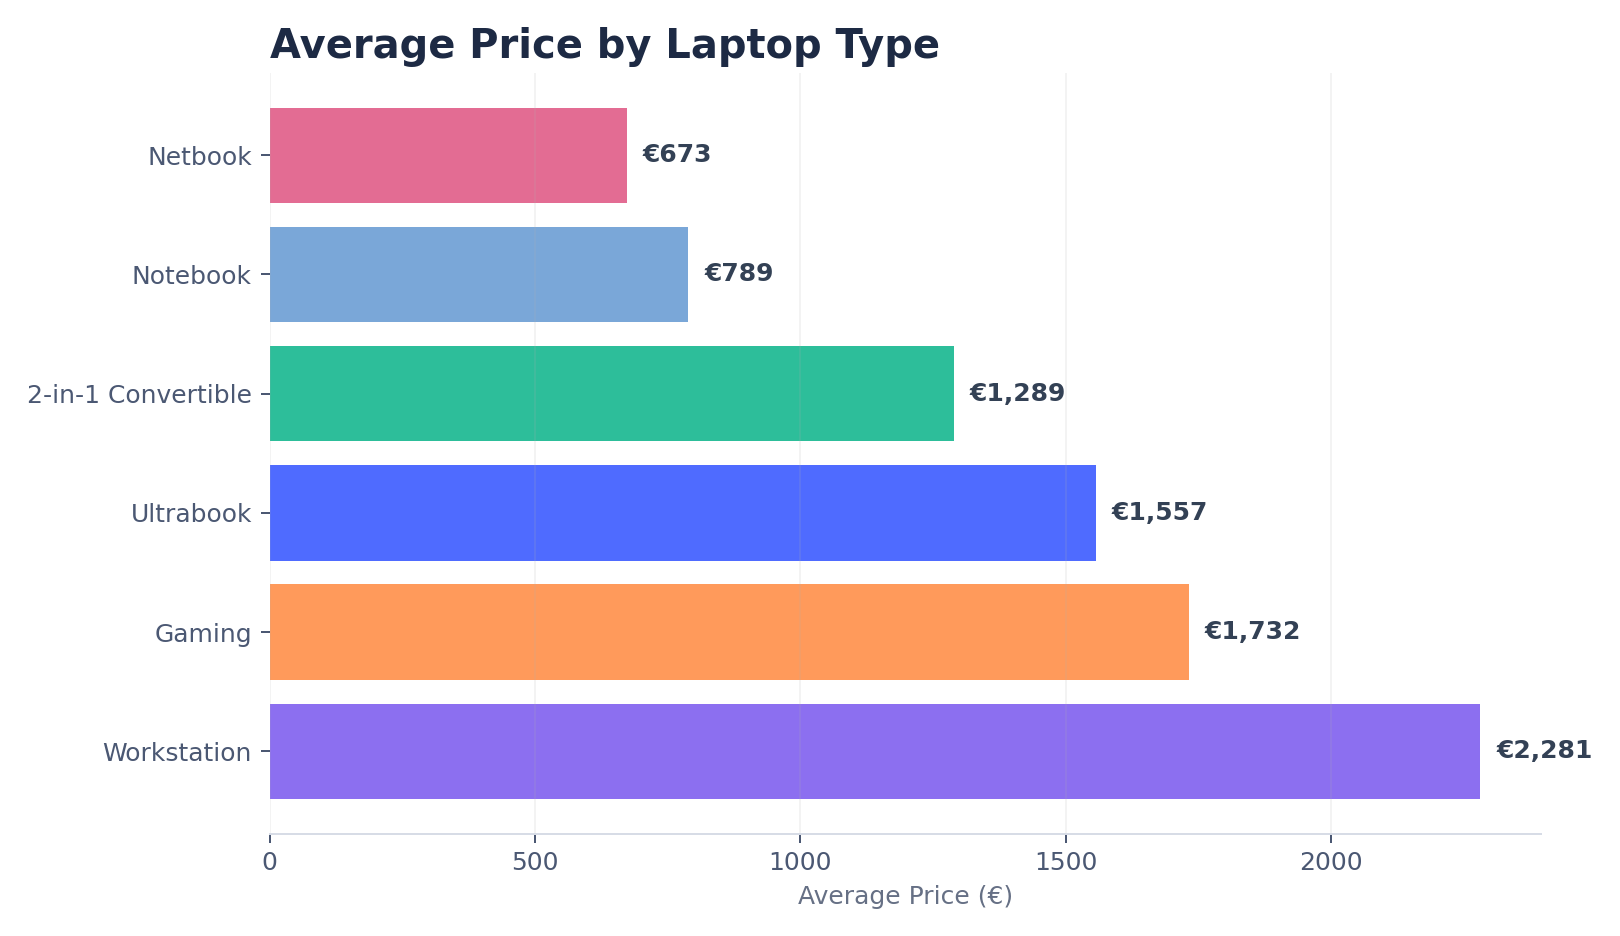 Average Price by Laptop Type
Netbook €673
Notebook €789
2-in-1 Convertible €1,289
Ultrabook €1,557
Gaming €1,732
Workstation €2,281
0 500 1000 1500 2000
Average Price (€)